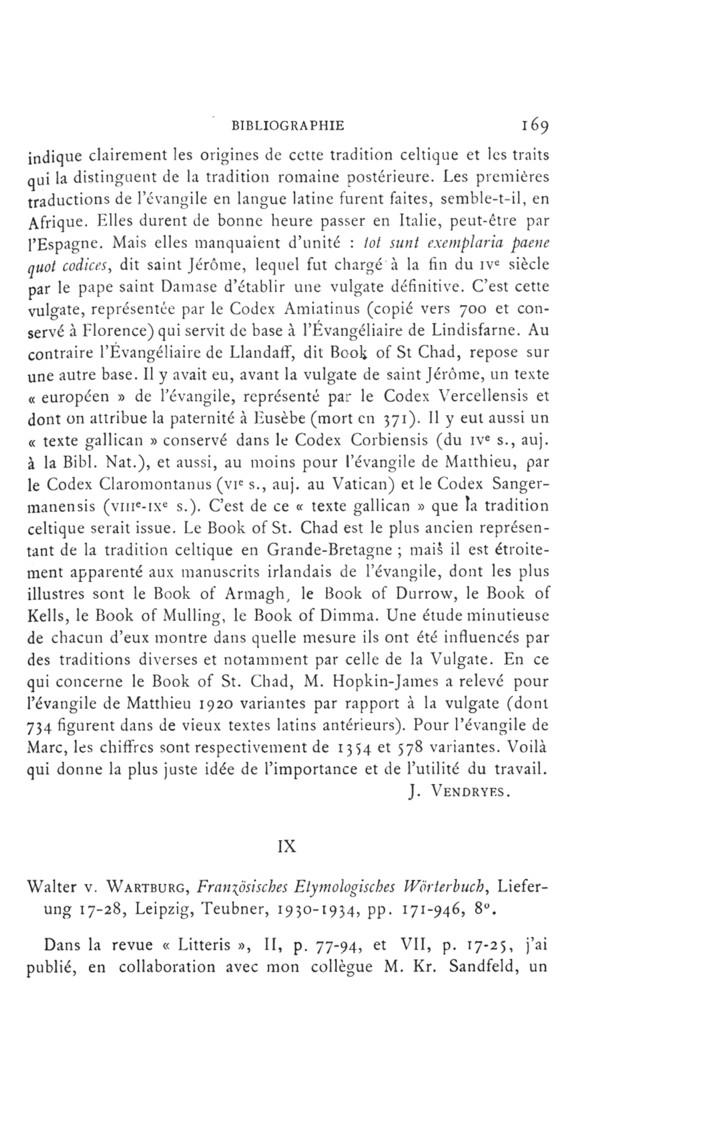 BIBLIOGRAPHIE 169
indique clairement les origines de cette tradition celtique et les traits
qui la distinguent de la tradition romaine postérieure. Les premières
traductions de l'évangile en langue latine furent faites, semble-t-il, en
Afrique. Elles durent de bonne heure passer en Italie, peut-être par
l'Espagne. Mais elles manquaient d'unité : tot sunt exemplaria paene
quot codices, dit saint Jérôme, lequel fut chargé à la fin du IVe siècle
par le pape saint Damase d'établir une vulgate définitive. C'est cette
vulgate, représentée par le Codex Amiatinus (copié vers 700 et con-
servé à Florence) qui servit de base à l'Évangéliaire de Lindisfarne. Au
contraire l'Évangéliaire de Llandaff, dit Book of St Chad, repose sur
une autre base. Il y avait eu, avant la vulgate de saint Jérôme, un texte
« européen » de l'évangile, représenté par le Codex Vercellensis et
dont on attribue la paternité à Eusèbe (mort en 371). Il y eut aussi un
« texte gallican » conservé dans le Codex Corbiensis (du IVe s., auj.
à la Bibl. Nat.), et aussi, au moins pour l'évangile de Matthieu, par
le Codex Claromontanus (VIe s., auj. au Vatican) et le Codex Sanger-
manensis (VIIIe-IXe s.). C'est de ce « texte gallican » que la tradition
celtique serait issue. Le Book of St. Chad est le plus ancien représen-
tant de la tradition celtique en Grande-Bretagne ; mais il est étroite-
ment apparenté aux manuscrits irlandais de l'évangile, dont les plus
illustres sont le Book of Armagh, le Book of Durrow, le Book of
Kells, le Book of Mulling, le Book of Dimma. Une étude minutieuse
de chacun d'eux montre dans quelle mesure ils ont été influencés par
des traditions diverses et notamment par celle de la Vulgate. En ce
qui concerne le Book of St. Chad, M. Hopkin-James a relevé pour
l'évangile de Matthieu 1920 variantes par rapport à la vulgate (dont
734 figurent dans de vieux textes latins antérieurs). Pour l'évangile de
Marc, les chiffres sont respectivement de 1354 et 578 variantes. Voilà
qui donne la plus juste idée de l'importance et de l'utilité du travail.
J. VENDRYES.
IX
Walter v. WARTBURG, Französisches Etymologisches Wörterbuch, Liefer-
ung 17-28, Leipzig, Teubner, 1930-1934, pp. 171-946, 8º.
Dans la revue « Litteris », II, p. 77-94, et VII, p. 17-25, j'ai
publié, en collaboration avec mon collègue M. Kr. Sandfeld, un